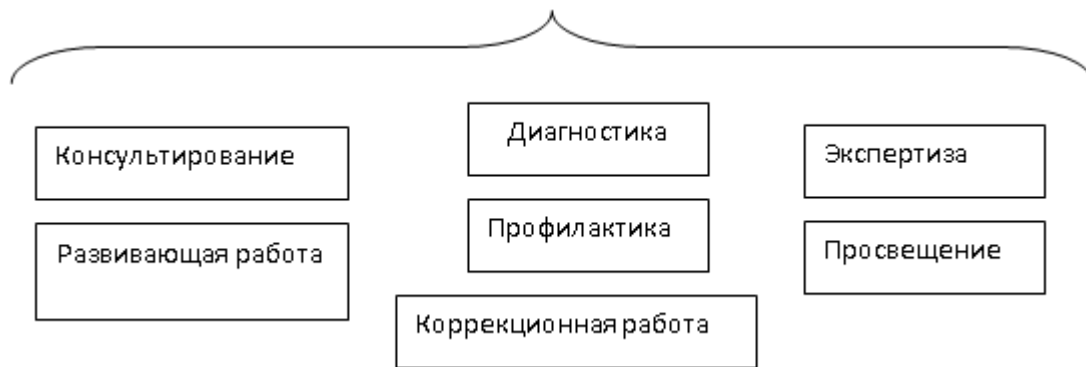 Консультирование
Диагностика
Экспертиза
Развивающая работа
Профилактика
Просвещение
Коррекционная работа